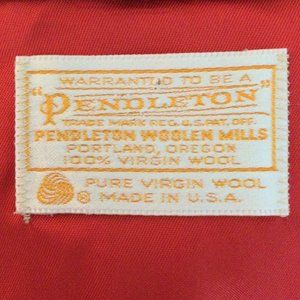 WARRANTED TO BE A
"PENDLETON"
TRADE MARK REG. U.S. PAT. OFF.
PENDLETON WOOLEN MILLS
PORTLAND, OREGON
100% VIRGIN WOOL
PURE VIRGIN WOOL
® MADE IN U.S.A.